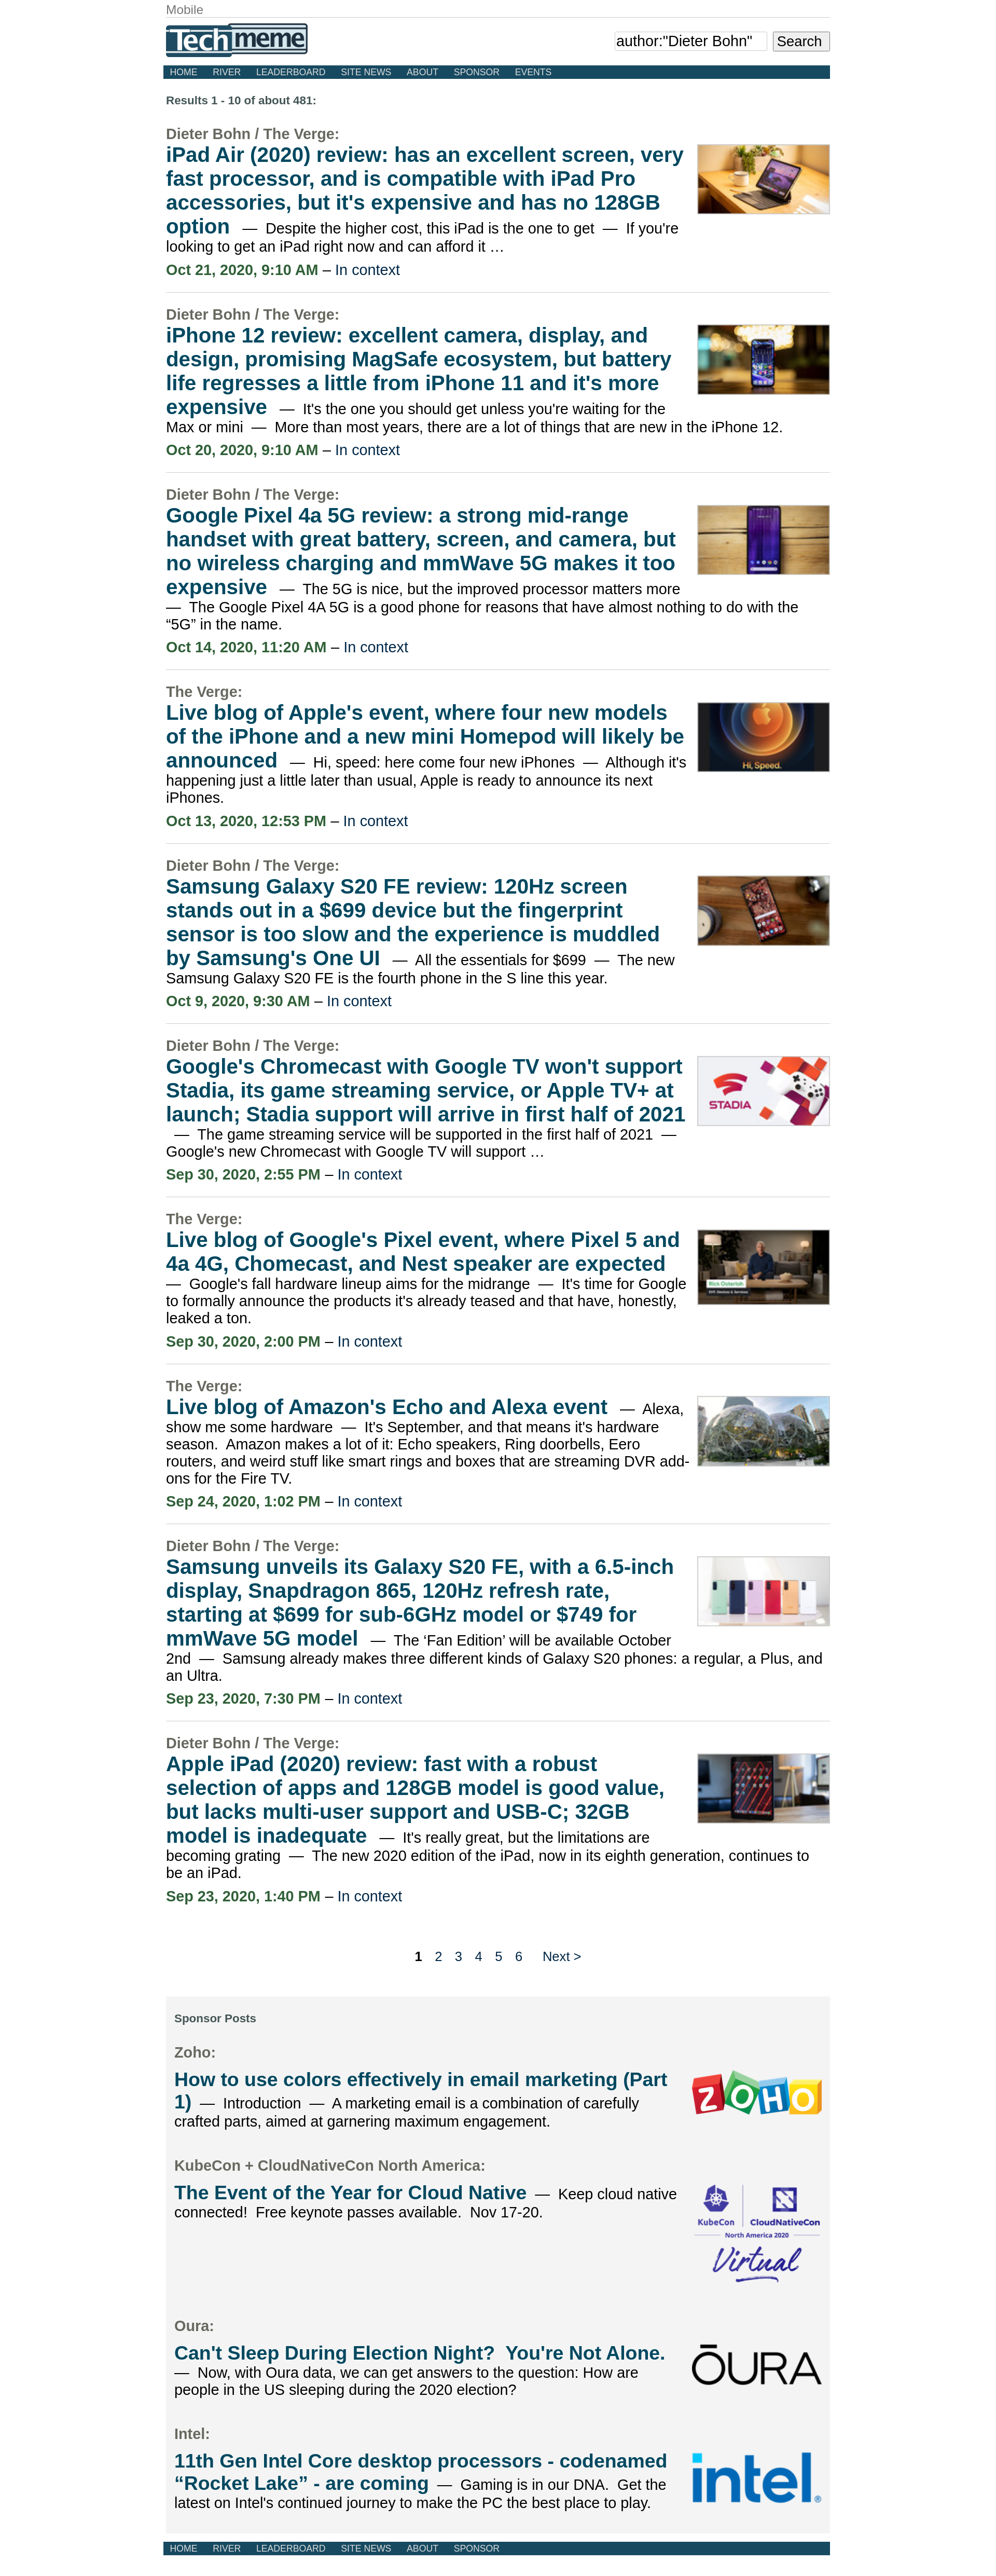 Mobile
Techmeme
author:"Dieter Bohn" Search
HOME RIVER LEADERBOARD SITE NEWS ABOUT SPONSOR EVENTS
Results 1 - 10 of about 481:
Dieter Bohn / The Verge:
iPad Air (2020) review: has an excellent screen, very
fast processor, and is compatible with iPad Pro
accessories, but it's expensive and has no 128GB
option — Despite the higher cost, this iPad is the one to get — If you're
looking to get an iPad right now and can afford it …
Oct 21, 2020, 9:10 AM – In context
Dieter Bohn / The Verge:
iPhone 12 review: excellent camera, display, and
design, promising MagSafe ecosystem, but battery
life regresses a little from iPhone 11 and it's more
expensive — It's the one you should get unless you're waiting for the
Max or mini — More than most years, there are a lot of things that are new in the iPhone 12.
Oct 20, 2020, 9:10 AM – In context
Dieter Bohn / The Verge:
Google Pixel 4a 5G review: a strong mid-range
handset with great battery, screen, and camera, but
no wireless charging and mmWave 5G makes it too
expensive — The 5G is nice, but the improved processor matters more
— The Google Pixel 4A 5G is a good phone for reasons that have almost nothing to do with the
“5G” in the name.
Oct 14, 2020, 11:20 AM – In context
The Verge:
Live blog of Apple's event, where four new models
of the iPhone and a new mini Homepod will likely be
announced — Hi, speed: here come four new iPhones — Although it's
happening just a little later than usual, Apple is ready to announce its next
iPhones.
Hi, Speed.
Oct 13, 2020, 12:53 PM – In context
Dieter Bohn / The Verge:
Samsung Galaxy S20 FE review: 120Hz screen
stands out in a $699 device but the fingerprint
sensor is too slow and the experience is muddled
by Samsung's One UI — All the essentials for $699 — The new
Samsung Galaxy S20 FE is the fourth phone in the S line this year.
Oct 9, 2020, 9:30 AM – In context
Dieter Bohn / The Verge:
Google's Chromecast with Google TV won't support
Stadia, its game streaming service, or Apple TV+ at
launch; Stadia support will arrive in first half of 2021
— The game streaming service will be supported in the first half of 2021 —
Google's new Chromecast with Google TV will support …
STADIA
Sep 30, 2020, 2:55 PM – In context
The Verge:
Live blog of Google's Pixel event, where Pixel 5 and
4a 4G, Chomecast, and Nest speaker are expected
— Google's fall hardware lineup aims for the midrange — It's time for Google
to formally announce the products it's already teased and that have, honestly,
leaked a ton.
Rick Osterloh
Sep 30, 2020, 2:00 PM – In context
The Verge:
Live blog of Amazon's Echo and Alexa event — Alexa,
show me some hardware — It's September, and that means it's hardware
season. Amazon makes a lot of it: Echo speakers, Ring doorbells, Eero
routers, and weird stuff like smart rings and boxes that are streaming DVR add-
ons for the Fire TV.
Sep 24, 2020, 1:02 PM – In context
Dieter Bohn / The Verge:
Samsung unveils its Galaxy S20 FE, with a 6.5-inch
display, Snapdragon 865, 120Hz refresh rate,
starting at $699 for sub-6GHz model or $749 for
mmWave 5G model — The ‘Fan Edition’ will be available October
2nd — Samsung already makes three different kinds of Galaxy S20 phones: a regular, a Plus, and
an Ultra.
Sep 23, 2020, 7:30 PM – In context
Dieter Bohn / The Verge:
Apple iPad (2020) review: fast with a robust
selection of apps and 128GB model is good value,
but lacks multi-user support and USB-C; 32GB
model is inadequate — It's really great, but the limitations are
becoming grating — The new 2020 edition of the iPad, now in its eighth generation, continues to
be an iPad.
Sep 23, 2020, 1:40 PM – In context
1 2 3 4 5 6 Next >
Sponsor Posts
Zoho:
How to use colors effectively in email marketing (Part
1) — Introduction — A marketing email is a combination of carefully
crafted parts, aimed at garnering maximum engagement.
ZOHO
KubeCon + CloudNativeCon North America:
The Event of the Year for Cloud Native — Keep cloud native
connected! Free keynote passes available. Nov 17-20.
KubeCon CloudNativeCon
North America 2020
Virtual
Oura:
Can't Sleep During Election Night? You're Not Alone.
— Now, with Oura data, we can get answers to the question: How are
people in the US sleeping during the 2020 election?
ŌURA
Intel:
11th Gen Intel Core desktop processors - codenamed
“Rocket Lake” - are coming — Gaming is in our DNA. Get the
latest on Intel's continued journey to make the PC the best place to play.
intel®
HOME RIVER LEADERBOARD SITE NEWS ABOUT SPONSOR